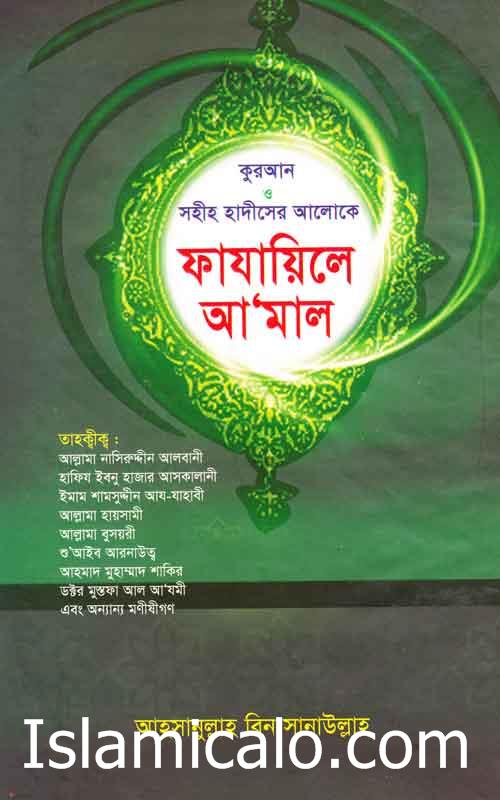 কুরআন
ও
সহীহ হাদীসের আলোকে
ফাযায়িলে
আ‘মাল
তাহক্বীক্ব :
আল্লামা নাসিরুদ্দীন আলবানী
হাফিয ইবনু হাজার আসকালানী
ইমাম শামসুদ্দীন আয-যাহাবী
আল্লামা হায়সামী
আল্লামা বুসয়রী
শু‘আইব আরনাউত্ব
আহমাদ মুহাম্মাদ শাকির
ডক্টর মুস্তফা আল আ‘যমী
এবং অন্যান্য মণীষীগণ
আহসানুল্লাহ বিন সানাউল্লাহ
Islamicalo.com